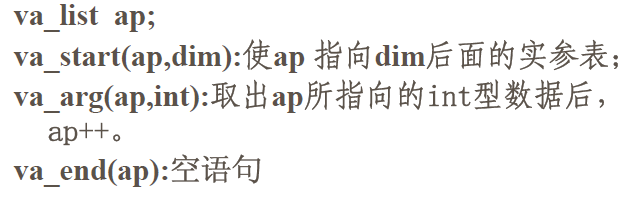 va_list ap;
va_start(ap,dim):使ap 指向dim后面的实参表；
va_arg(ap,int):取出ap所指向的int型数据后，
ap++。
va_end(ap):空语句